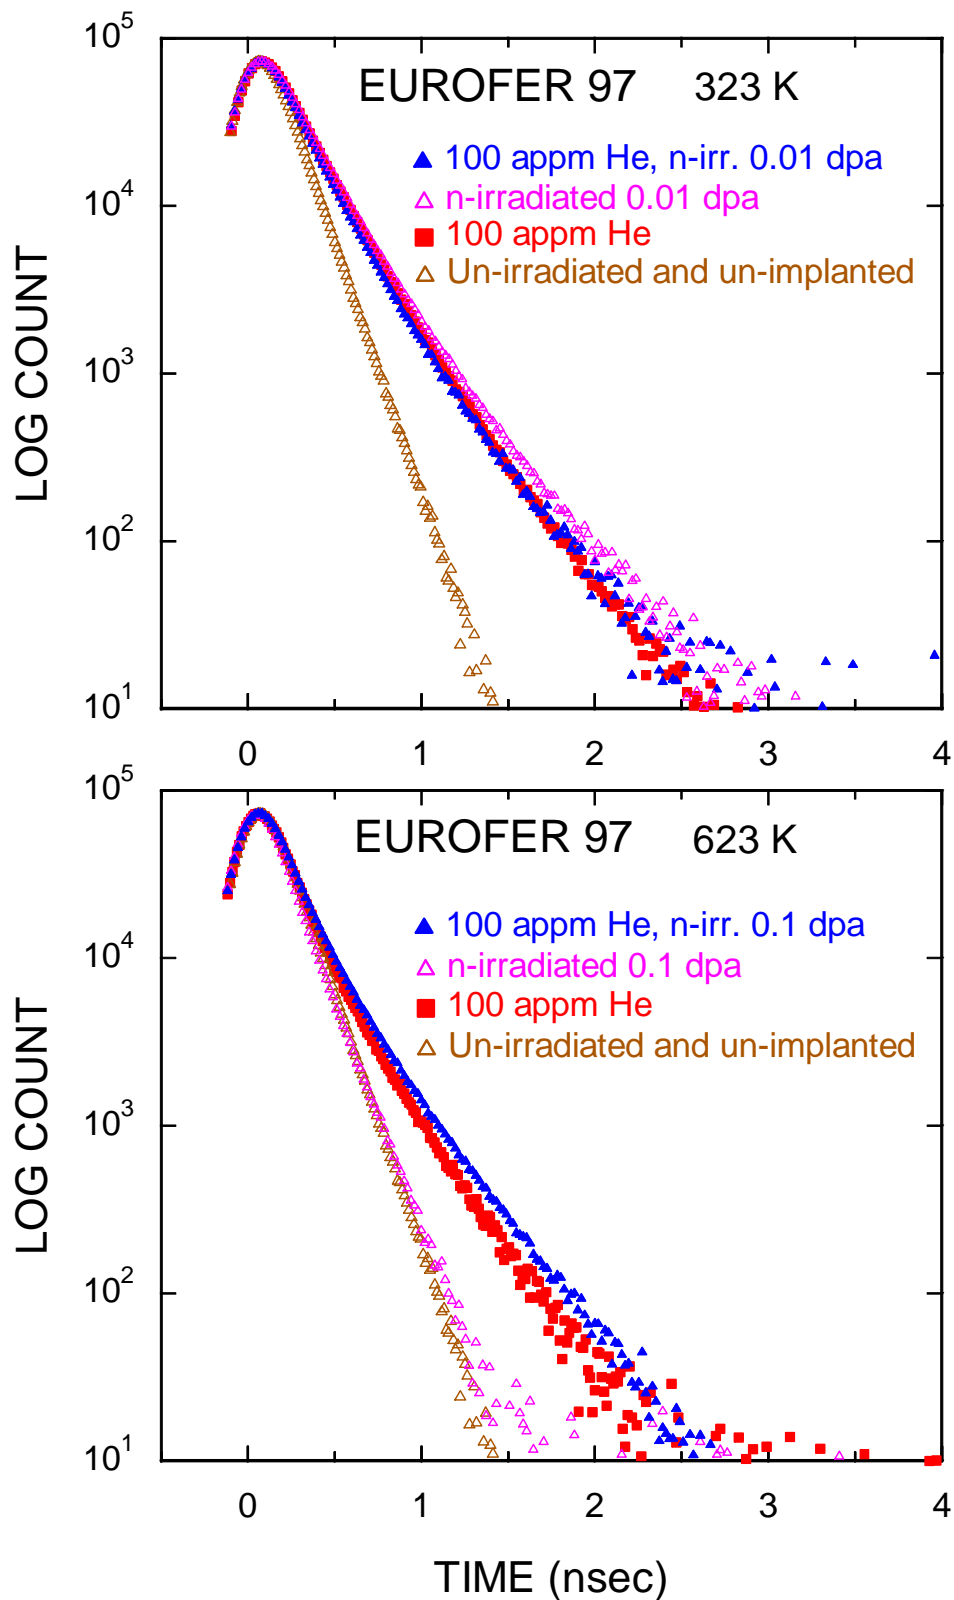 10^5
EUROFER 97 323 K
100 appm He, n-irr. 0.01 dpa
10^4
n-irradiated 0.01 dpa
100 appm He
Un-irradiated and un-implanted
LOG COUNT
10^3
10^2
10^1
0 1 2 3 4
10^5
EUROFER 97 623 K
100 appm He, n-irr. 0.1 dpa
10^4
n-irradiated 0.1 dpa
100 appm He
Un-irradiated and un-implanted
LOG COUNT
10^3
10^2
10^1
0 1 2 3 4
TIME (nsec)